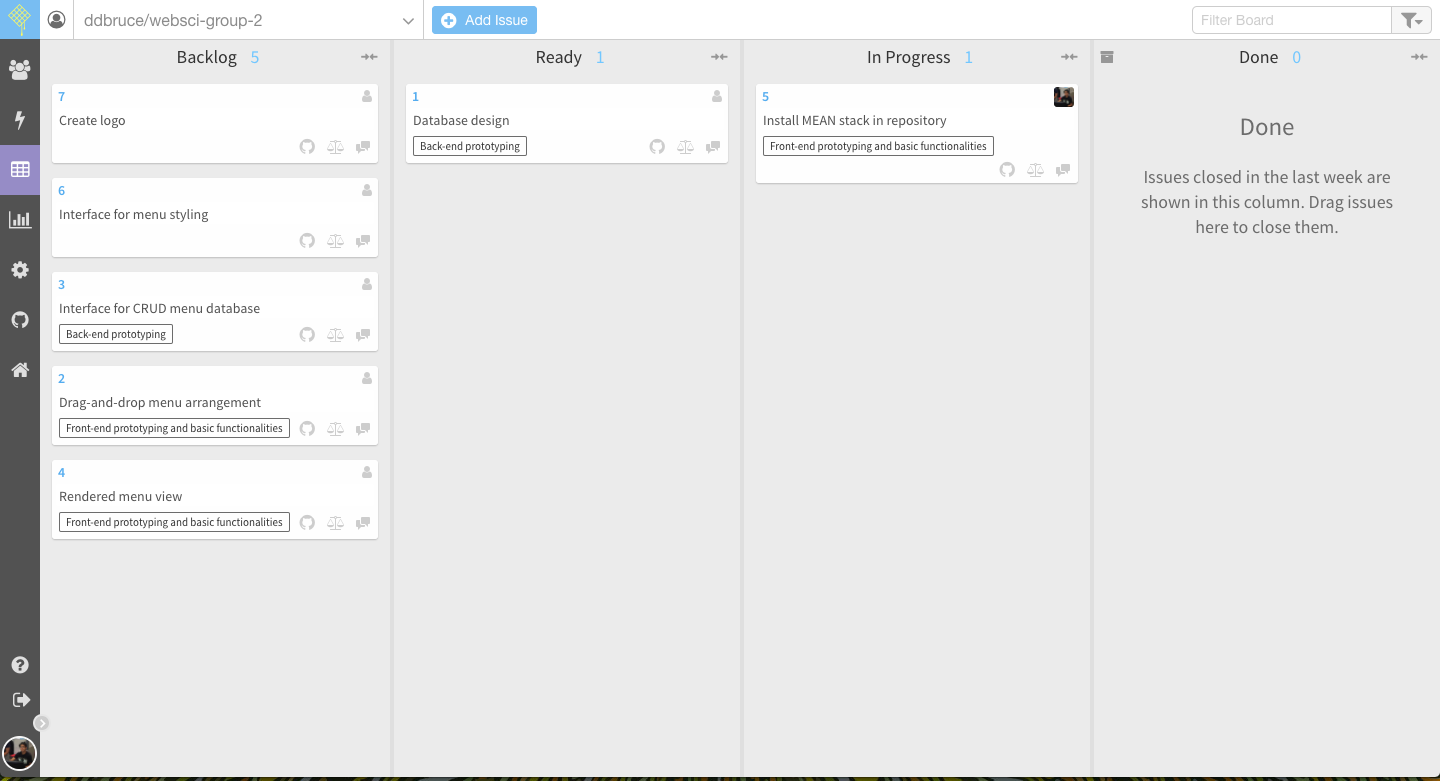 ddbruce/websci-group-2
Add Issue
Filter Board
Backlog 5
7
Create logo
6
Interface for menu styling
3
Interface for CRUD menu database
Back-end prototyping
2
Drag-and-drop menu arrangement
Front-end prototyping and basic functionalities
4
Rendered menu view
Front-end prototyping and basic functionalities
Ready 1
1
Database design
Back-end prototyping
In Progress 1
5
Install MEAN stack in repository
Front-end prototyping and basic functionalities
Done 0
Done
Issues closed in the last week are
shown in this column. Drag issues
here to close them.